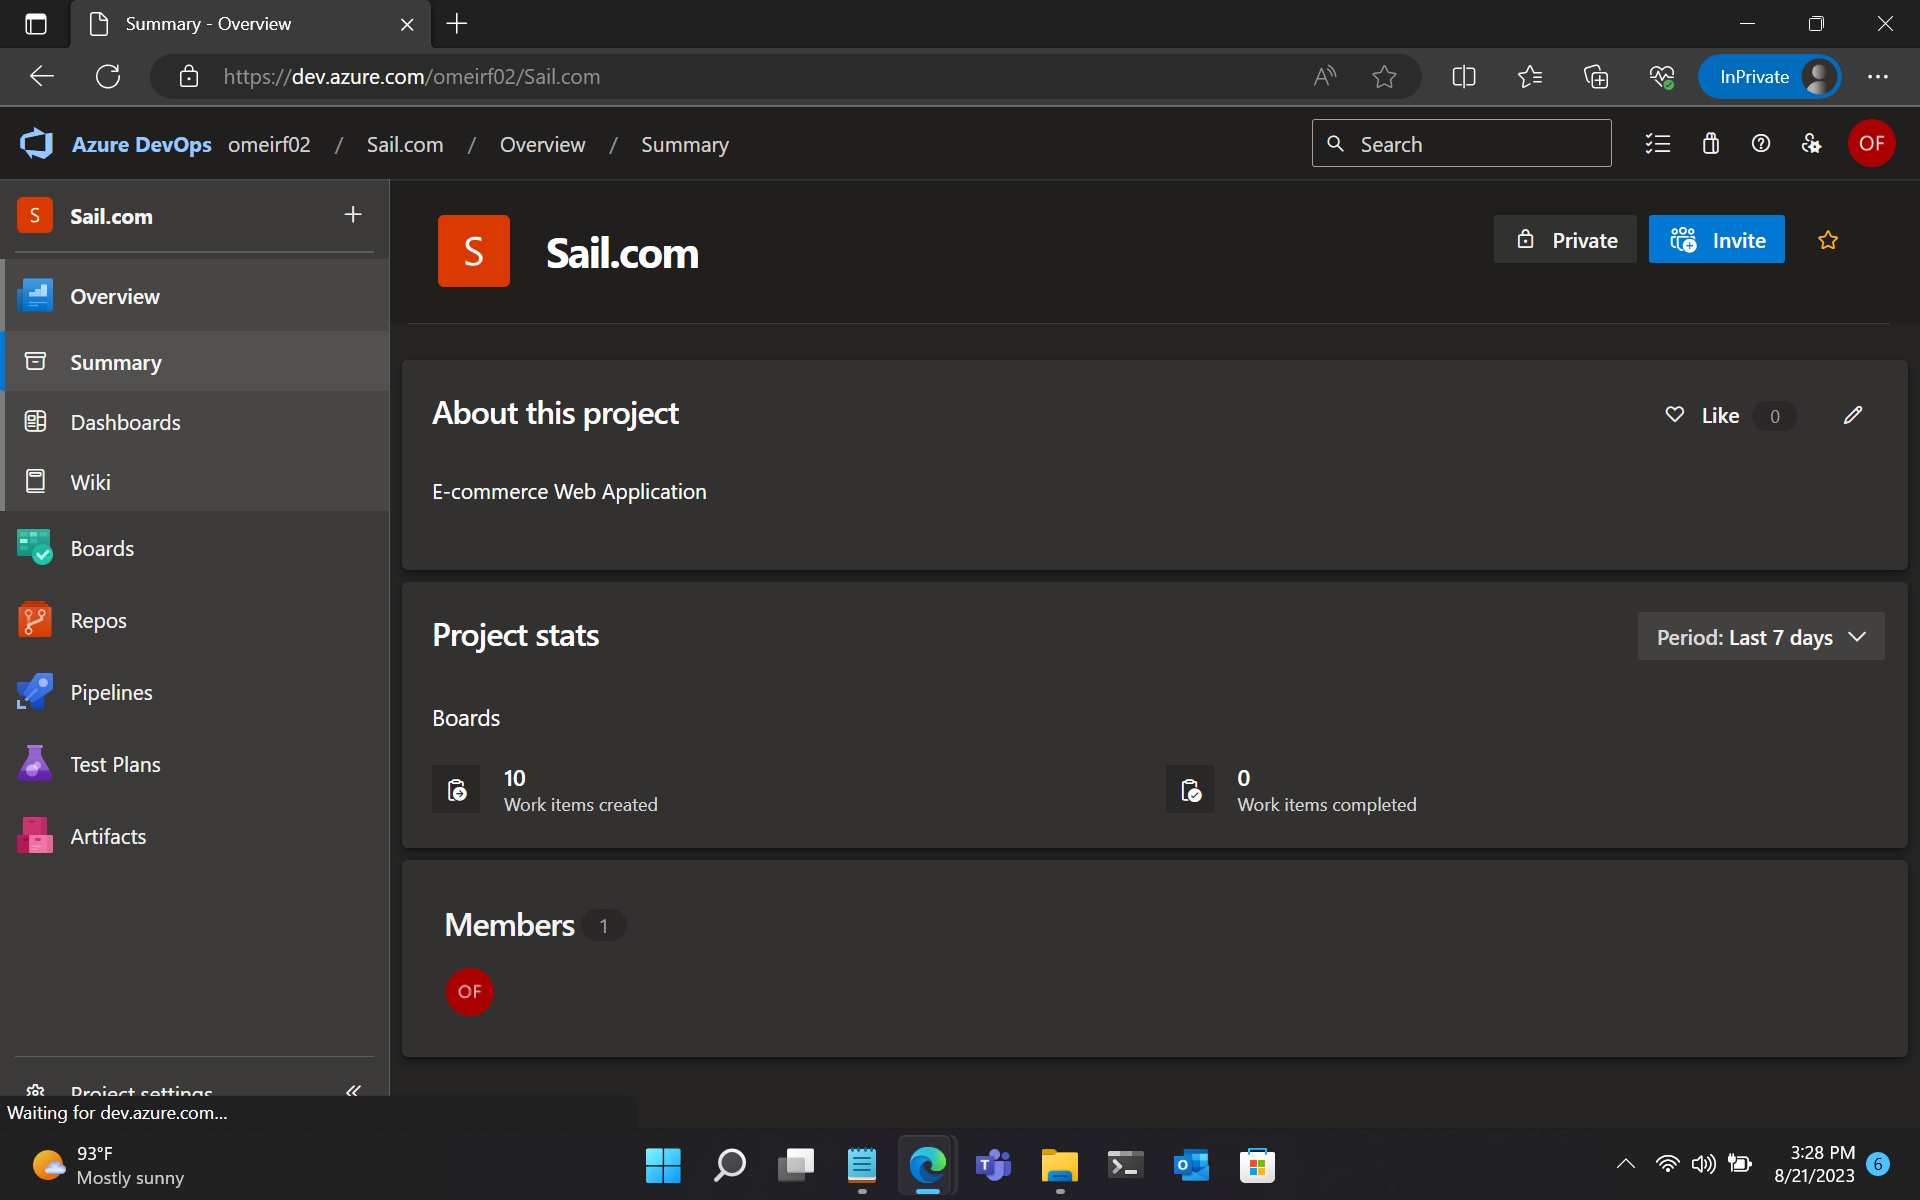 Summary - Overview
https://dev.azure.com/omeirf02/Sail.com
InPrivate
Azure DevOps omeirf02 / Sail.com / Overview / Summary
Search
OF
S Sail.com
Overview
Summary
Dashboards
Wiki
Boards
Repos
Pipelines
Test Plans
Artifacts
Project settings
Waiting for dev.azure.com...
S Sail.com
Private
Invite
About this project
Like 0
E-commerce Web Application
Project stats
Period: Last 7 days
Boards
10
Work items created
0
Work items completed
Members 1
OF
93°F
Mostly sunny
3:28 PM
8/21/2023
6